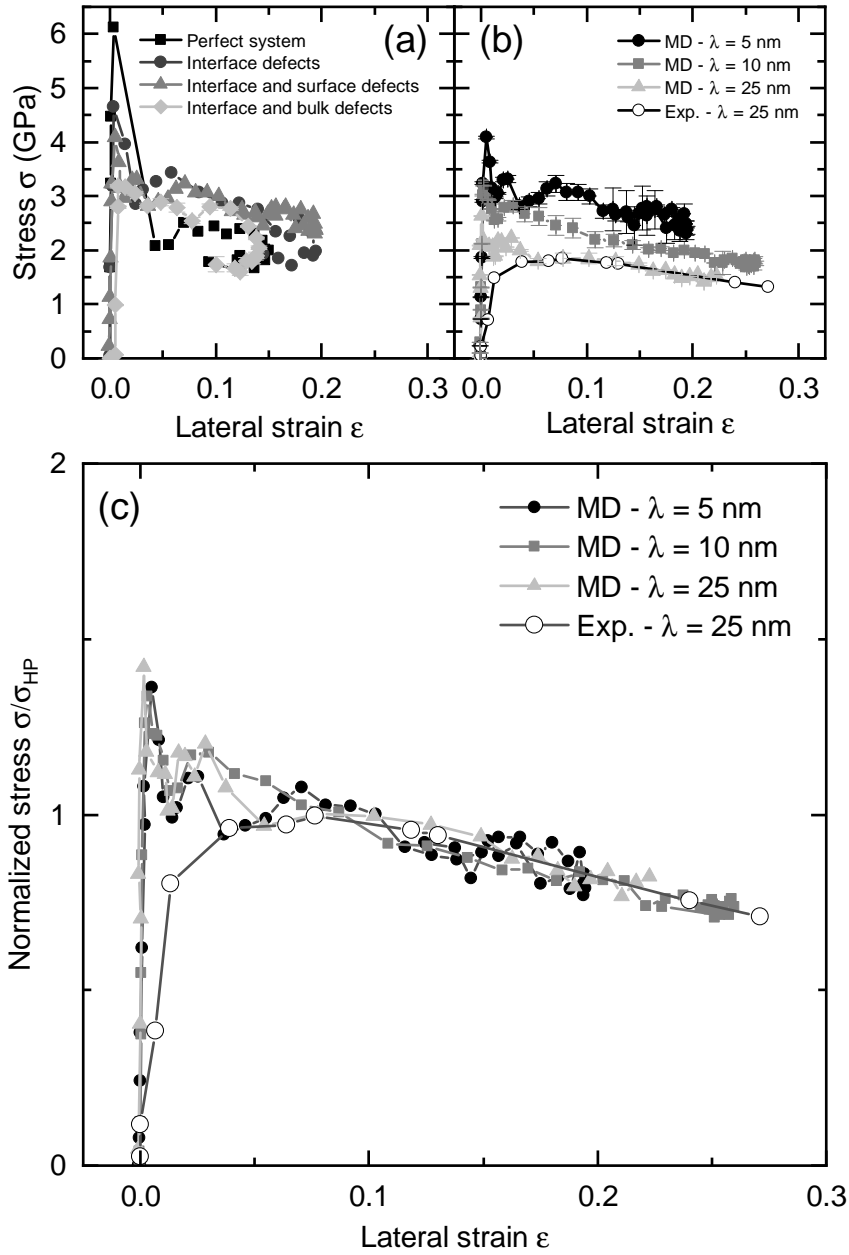 (a)
Perfect system
Interface defects
Interface and surface defects
Interface and bulk defects
6
5
4
3
2
1
0
Stress σ (GPa)
0.0 0.1 0.2 0.3
Lateral strain ε
(b)
MD - λ = 5 nm
MD - λ = 10 nm
MD - λ = 25 nm
Exp. - λ = 25 nm
0.0 0.1 0.2 0.3
Lateral strain ε
(c)
MD - λ = 5 nm
MD - λ = 10 nm
MD - λ = 25 nm
Exp. - λ = 25 nm
2
1
0
Normalized stress σ/σHP
0.0 0.1 0.2 0.3
Lateral strain ε